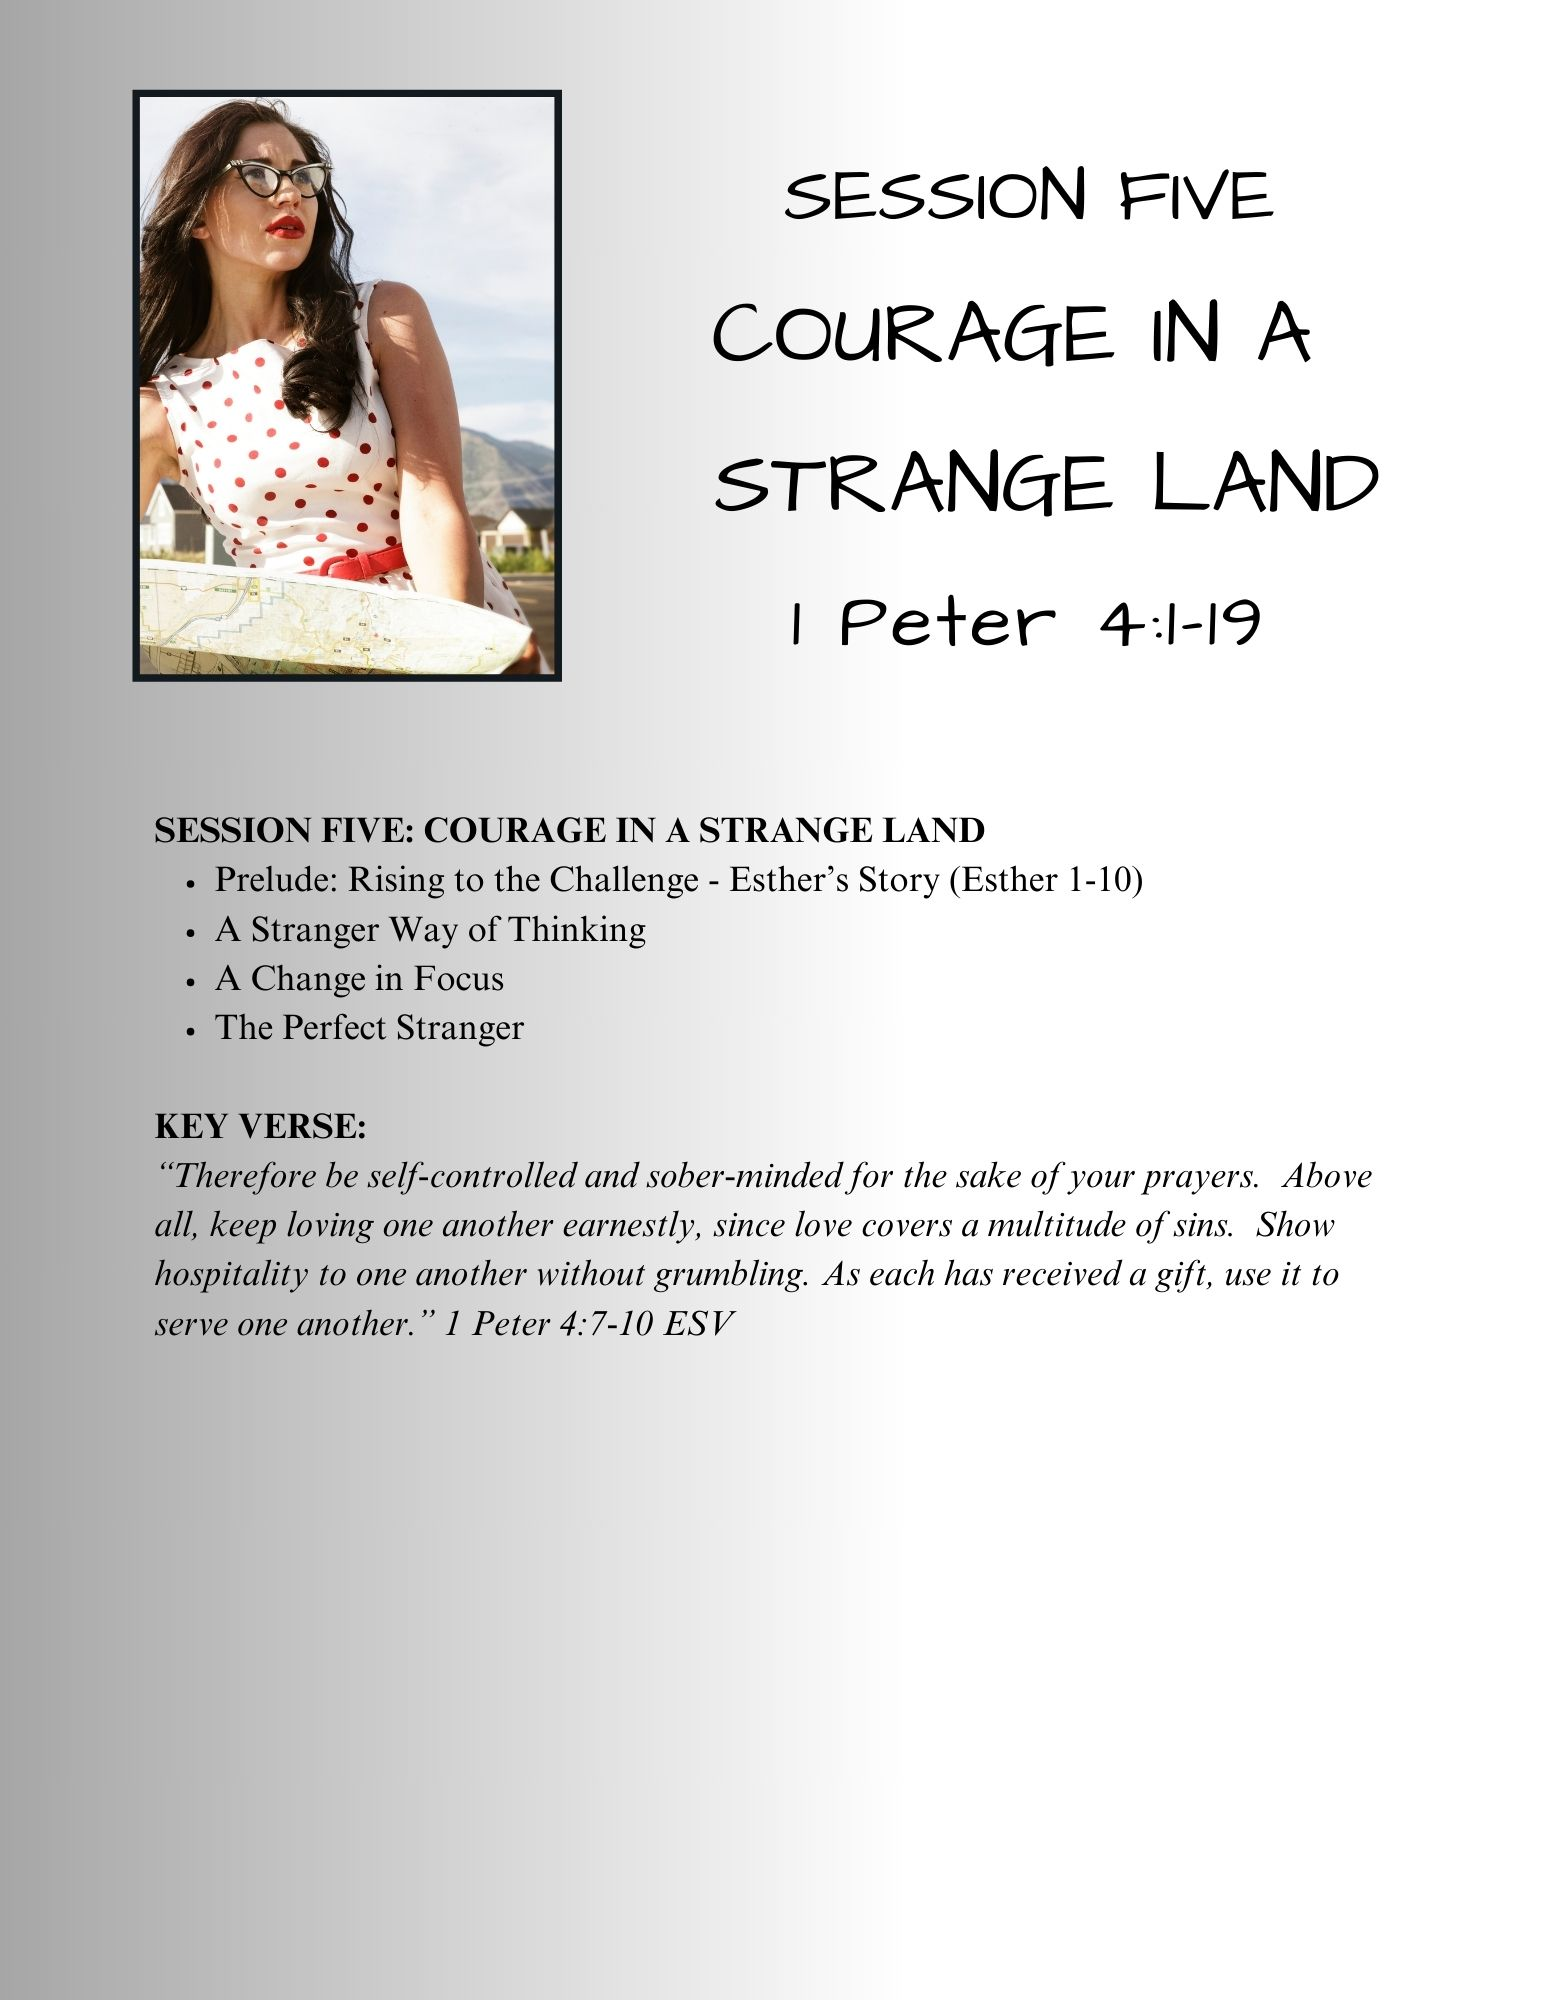 SESSION FIVE
COURAGE IN A
STRANGE LAND
1 Peter 4:1-19
SESSION FIVE: COURAGE IN A STRANGE LAND
• Prelude: Rising to the Challenge - Esther’s Story (Esther 1-10)
• A Stranger Way of Thinking
• A Change in Focus
• The Perfect Stranger
KEY VERSE:
“Therefore be self-controlled and sober-minded for the sake of your prayers.  Above
all, keep loving one another earnestly, since love covers a multitude of sins.  Show
hospitality to one another without grumbling. As each has received a gift, use it to
serve one another.” 1 Peter 4:7-10 ESV